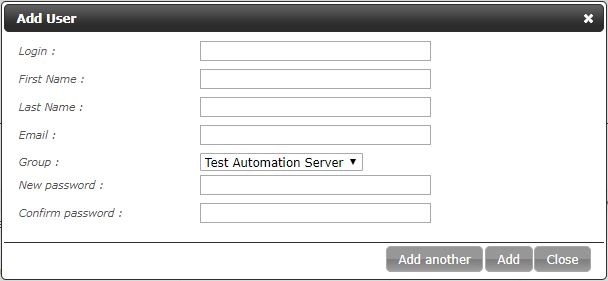 Add User
Login :
First Name :
Last Name :
Email :
Group : Test Automation Server
New password :
Confirm password :
Add another Add Close